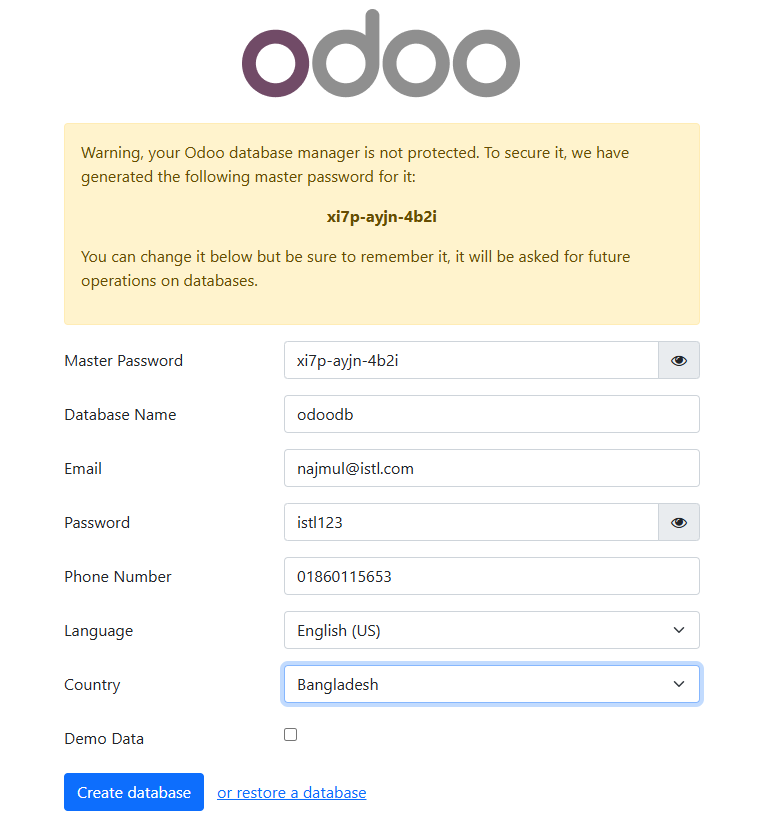 odoo
Warning, your Odoo database manager is not protected. To secure it, we have
generated the following master password for it:
xi7p-ayjn-4b2i
You can change it below but be sure to remember it, it will be asked for future
operations on databases.
Master Password xi7p-ayjn-4b2i
Database Name odoodb
Email najmul@istl.com
Password istl123
Phone Number 01860115653
Language English (US)
Country Bangladesh
Demo Data
Create database or restore a database